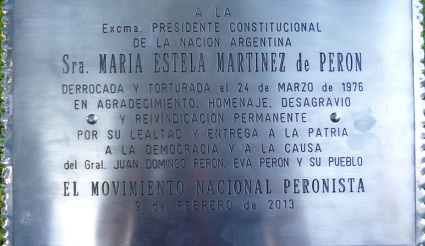 A LA
Excma. PRESIDENTE CONSTITUCIONAL
DE LA NACION ARGENTINA
Sra. MARIA ESTELA MARTINEZ de PERON
DERROCADA Y TORTURADA el 24 de MARZO de 1976
EN AGRADECIMIENTO, HOMENAJE, DESAGRAVIO
Y REIVINDICACION PERMANENTE
POR SU LEALTAD Y ENTREGA A LA PATRIA
A LA DEMOCRACIA Y A LA CAUSA
del Gral. JUAN DOMINGO PERON, EVA PERON Y SU PUEBLO
EL MOVIMIENTO NACIONAL PERONISTA
9 de FEBRERO de 2013